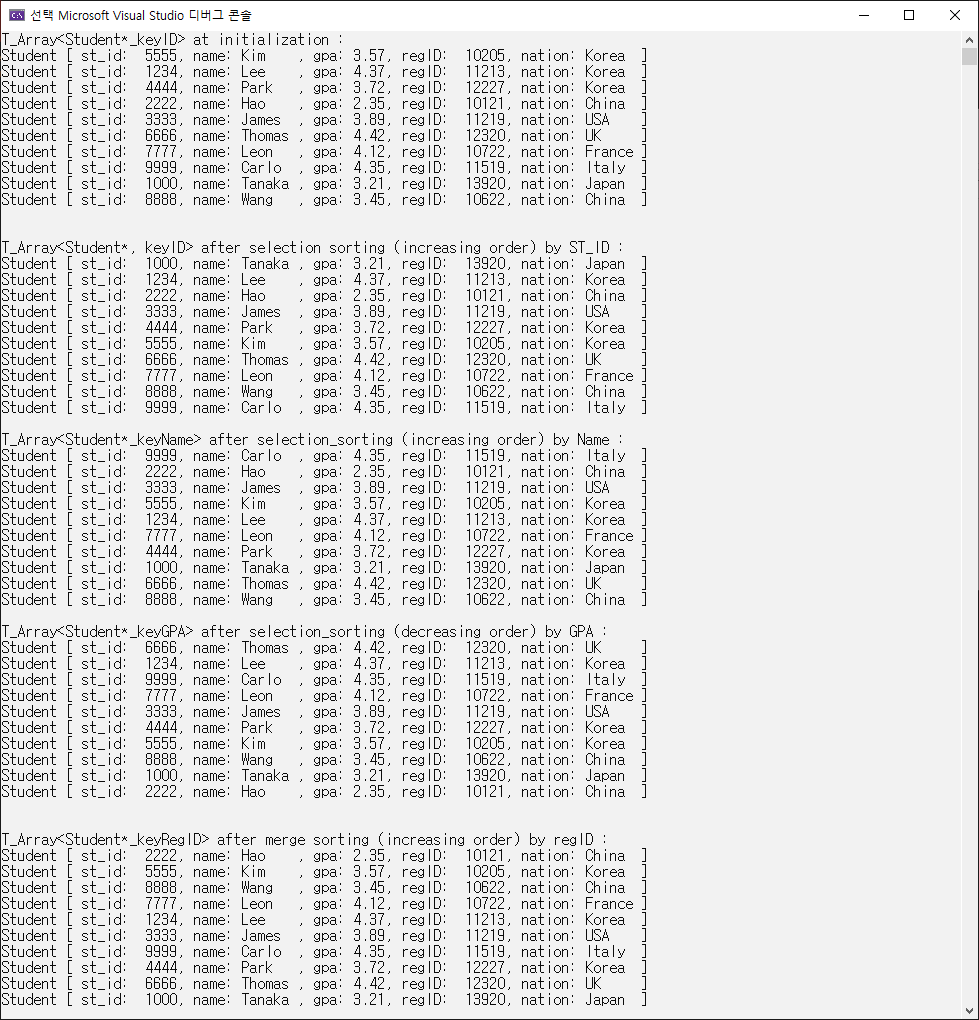 선택 Microsoft Visual Studio 디버그 콘솔
T_Array<Student*_keyID> at initialization :
Student [ st_id:  5555, name: Kim    , gpa: 3.57, regID:  10205, nation: Korea  ]
Student [ st_id:  1234, name: Lee    , gpa: 4.37, regID:  11213, nation: Korea  ]
Student [ st_id:  4444, name: Park   , gpa: 3.72, regID:  12227, nation: Korea  ]
Student [ st_id:  2222, name: Hao    , gpa: 2.35, regID:  10121, nation: China  ]
Student [ st_id:  3333, name: James  , gpa: 3.89, regID:  11219, nation: USA    ]
Student [ st_id:  6666, name: Thomas , gpa: 4.42, regID:  12320, nation: UK     ]
Student [ st_id:  7777, name: Leon   , gpa: 4.12, regID:  10722, nation: France ]
Student [ st_id:  9999, name: Carlo  , gpa: 4.35, regID:  11519, nation: Italy  ]
Student [ st_id:  1000, name: Tanaka , gpa: 3.21, regID:  13920, nation: Japan  ]
Student [ st_id:  8888, name: Wang   , gpa: 3.45, regID:  10622, nation: China  ]
T_Array<Student*, keyID> after selection sorting (increasing order) by ST_ID :
Student [ st_id:  1000, name: Tanaka , gpa: 3.21, regID:  13920, nation: Japan  ]
Student [ st_id:  1234, name: Lee    , gpa: 4.37, regID:  11213, nation: Korea  ]
Student [ st_id:  2222, name: Hao    , gpa: 2.35, regID:  10121, nation: China  ]
Student [ st_id:  3333, name: James  , gpa: 3.89, regID:  11219, nation: USA    ]
Student [ st_id:  4444, name: Park   , gpa: 3.72, regID:  12227, nation: Korea  ]
Student [ st_id:  5555, name: Kim    , gpa: 3.57, regID:  10205, nation: Korea  ]
Student [ st_id:  6666, name: Thomas , gpa: 4.42, regID:  12320, nation: UK     ]
Student [ st_id:  7777, name: Leon   , gpa: 4.12, regID:  10722, nation: France ]
Student [ st_id:  8888, name: Wang   , gpa: 3.45, regID:  10622, nation: China  ]
Student [ st_id:  9999, name: Carlo  , gpa: 4.35, regID:  11519, nation: Italy  ]
T_Array<Student*_keyName> after selection_sorting (increasing order) by Name :
Student [ st_id:  9999, name: Carlo  , gpa: 4.35, regID:  11519, nation: Italy  ]
Student [ st_id:  2222, name: Hao    , gpa: 2.35, regID:  10121, nation: China  ]
Student [ st_id:  3333, name: James  , gpa: 3.89, regID:  11219, nation: USA    ]
Student [ st_id:  5555, name: Kim    , gpa: 3.57, regID:  10205, nation: Korea  ]
Student [ st_id:  1234, name: Lee    , gpa: 4.37, regID:  11213, nation: Korea  ]
Student [ st_id:  7777, name: Leon   , gpa: 4.12, regID:  10722, nation: France ]
Student [ st_id:  4444, name: Park   , gpa: 3.72, regID:  12227, nation: Korea  ]
Student [ st_id:  1000, name: Tanaka , gpa: 3.21, regID:  13920, nation: Japan  ]
Student [ st_id:  6666, name: Thomas , gpa: 4.42, regID:  12320, nation: UK     ]
Student [ st_id:  8888, name: Wang   , gpa: 3.45, regID:  10622, nation: China  ]
T_Array<Student*_keyGPA> after selection_sorting (decreasing order) by GPA :
Student [ st_id:  6666, name: Thomas , gpa: 4.42, regID:  12320, nation: UK     ]
Student [ st_id:  1234, name: Lee    , gpa: 4.37, regID:  11213, nation: Korea  ]
Student [ st_id:  9999, name: Carlo  , gpa: 4.35, regID:  11519, nation: Italy  ]
Student [ st_id:  7777, name: Leon   , gpa: 4.12, regID:  10722, nation: France ]
Student [ st_id:  3333, name: James  , gpa: 3.89, regID:  11219, nation: USA    ]
Student [ st_id:  4444, name: Park   , gpa: 3.72, regID:  12227, nation: Korea  ]
Student [ st_id:  5555, name: Kim    , gpa: 3.57, regID:  10205, nation: Korea  ]
Student [ st_id:  8888, name: Wang   , gpa: 3.45, regID:  10622, nation: China  ]
Student [ st_id:  1000, name: Tanaka , gpa: 3.21, regID:  13920, nation: Japan  ]
Student [ st_id:  2222, name: Hao    , gpa: 2.35, regID:  10121, nation: China  ]
T_Array<Student*_keyRegID> after merge sorting (increasing order) by regID :
Student [ st_id:  2222, name: Hao    , gpa: 2.35, regID:  10121, nation: China  ]
Student [ st_id:  5555, name: Kim    , gpa: 3.57, regID:  10205, nation: Korea  ]
Student [ st_id:  8888, name: Wang   , gpa: 3.45, regID:  10622, nation: China  ]
Student [ st_id:  7777, name: Leon   , gpa: 4.12, regID:  10722, nation: France ]
Student [ st_id:  1234, name: Lee    , gpa: 4.37, regID:  11213, nation: Korea  ]
Student [ st_id:  3333, name: James  , gpa: 3.89, regID:  11219, nation: USA    ]
Student [ st_id:  9999, name: Carlo  , gpa: 4.35, regID:  11519, nation: Italy  ]
Student [ st_id:  4444, name: Park   , gpa: 3.72, regID:  12227, nation: Korea  ]
Student [ st_id:  6666, name: Thomas , gpa: 4.42, regID:  12320, nation: UK     ]
Student [ st_id:  1000, name: Tanaka , gpa: 3.21, regID:  13920, nation: Japan  ]